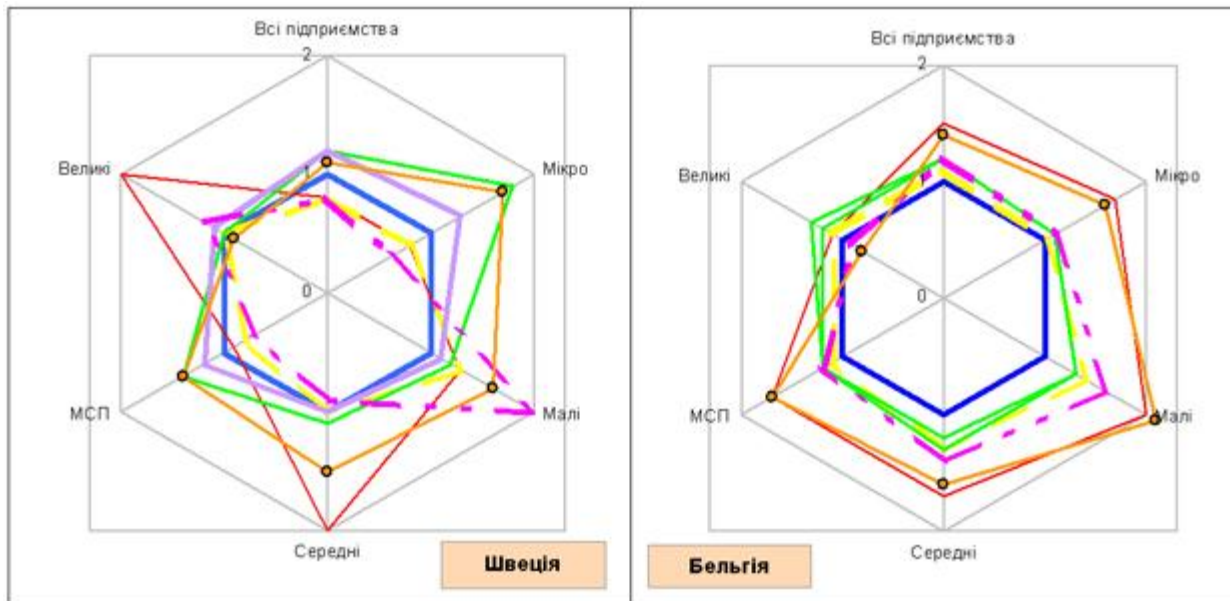 Всі підприємства
2
Великі
Мікро
1
0
МСП
Малі
Середні
Швеція
Всі підприємства
2
Великі
Мікро
1
0
МСП
Малі
Середні
Бельгія